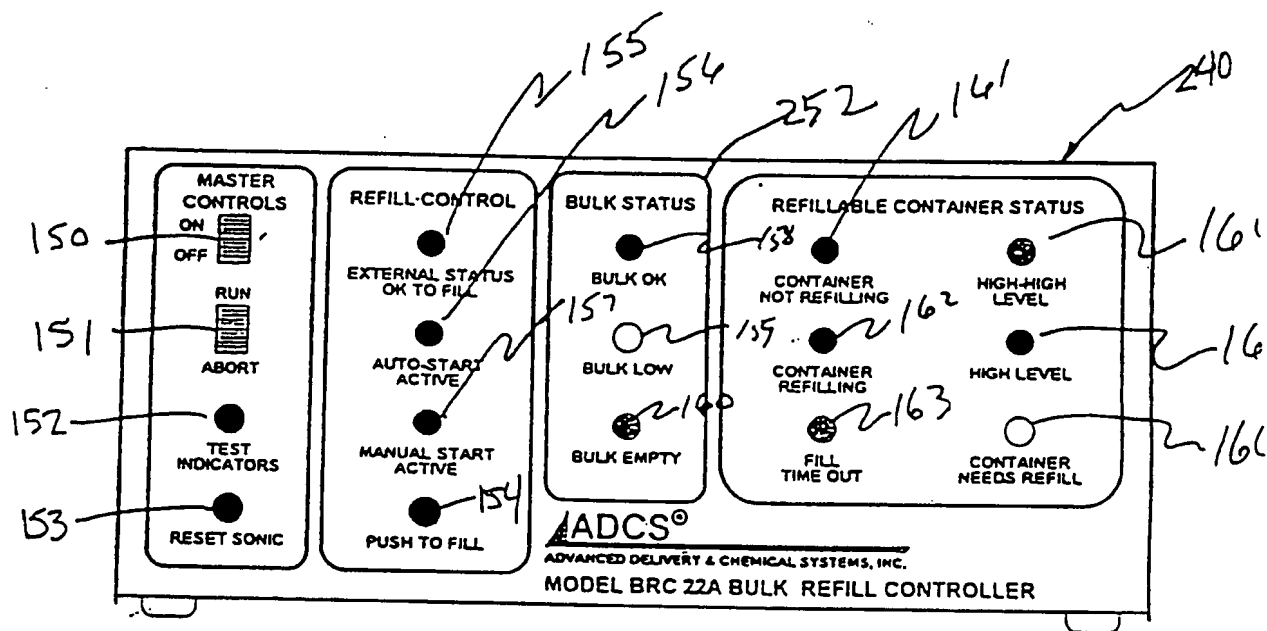 155
156
252
161
240
MASTER CONTROLS
REFILL-CONTROL
BULK STATUS
REFILLABLE CONTAINER STATUS
150
ON
OFF
158
161
EXTERNAL STATUS
OK TO FILL
BULK OK
CONTAINER
NOT REFILLING
HIGH-HIGH
LEVEL
RUN
157
162
151
159
16
ABORT
AUTO-START
ACTIVE
BULK LOW
CONTAINER
REFILLING
HIGH LEVEL
152
160
163
166
TEST
INDICATORS
MANUAL START
ACTIVE
BULK EMPTY
FILL
TIME OUT
CONTAINER
NEEDS REFILL
153
154
RESET SONIC
PUSH TO FILL
ADCS®
ADVANCED DELIVERY & CHEMICAL SYSTEMS, INC.
MODEL BRC 22A BULK REFILL CONTROLLER